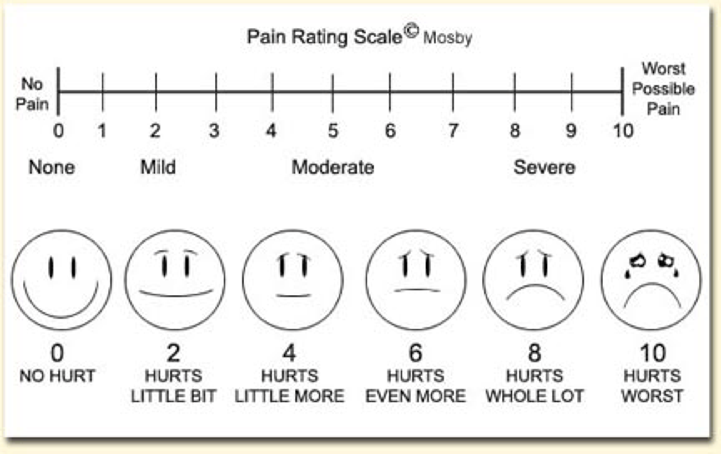 Pain Rating Scale© Mosby
No
Pain
Worst
Possible
Pain
0 1 2 3 4 5 6 7 8 9 10
None Mild Moderate Severe
0 2 4 6 8 10
NO HURT HURTS HURTS HURTS HURTS HURTS
LITTLE BIT LITTLE MORE EVEN MORE WHOLE LOT WORST